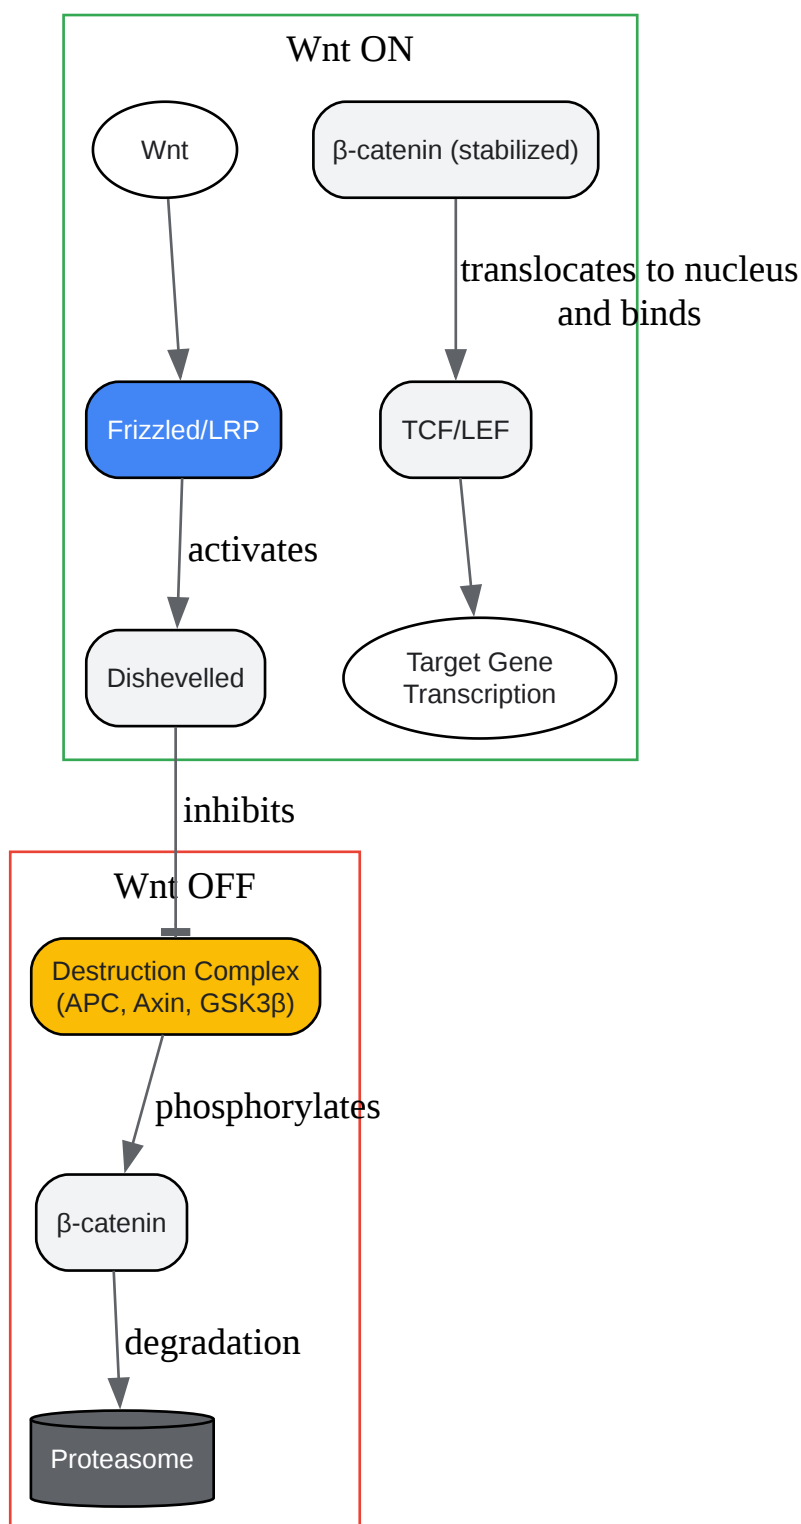 Wnt ON
Wnt
β-catenin (stabilized)
translocates to nucleus
and binds
Frizzled/LRP
TCF/LEF
activates
Dishevelled
Target Gene
Transcription
inhibits
Wnt OFF
Destruction Complex
(APC, Axin, GSK3β)
phosphorylates
β-catenin
degradation
Proteasome